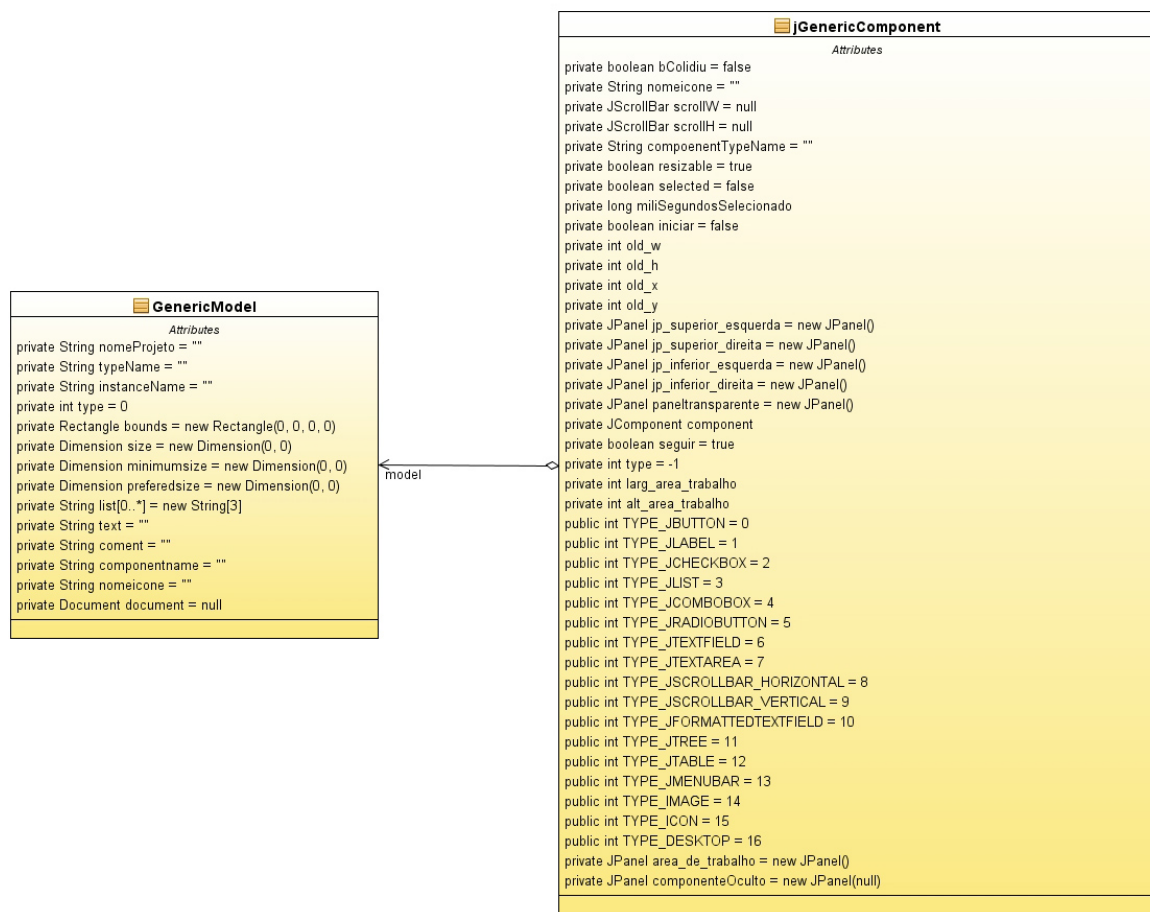 GenericModel
Attributes
private String nomeProjeto = ""
private String typeName = ""
private String instanceName = ""
private int type = 0
private Rectangle bounds = new Rectangle(0, 0, 0, 0)
private Dimension size = new Dimension(0, 0)
private Dimension minimumsize = new Dimension(0, 0)
private Dimension preferedsize = new Dimension(0, 0)
private String list[0..*] = new String[3]
private String text = ""
private String coment = ""
private String componentname = ""
private String nomeicone = ""
private Document document = null
model
jGenericComponent
Attributes
private boolean bColidiu = false
private String nomeicone = ""
private JScrollBar scrollW = null
private JScrollBar scrollH = null
private String compoenentTypeName = ""
private boolean resizable = true
private boolean selected = false
private long miliSegundosSelecionado
private boolean iniciar = false
private int old_w
private int old_h
private int old_x
private int old_y
private JPanel jp_superior_esquerda = new JPanel()
private JPanel jp_superior_direita = new JPanel()
private JPanel jp_inferior_esquerda = new JPanel()
private JPanel jp_inferior_direita = new JPanel()
private JPanel paneltransparente = new JPanel()
private JComponent component
private boolean seguir = true
private int type = -1
private int larg_area_trabalho
private int alt_area_trabalho
public int TYPE_JBUTTON = 0
public int TYPE_JLABEL = 1
public int TYPE_JCHECKBOX = 2
public int TYPE_JLIST = 3
public int TYPE_JCOMBOBOX = 4
public int TYPE_JRADIOBUTTON = 5
public int TYPE_JTEXTFIELD = 6
public int TYPE_JTEXTAREA = 7
public int TYPE_JSCROLLBAR_HORIZONTAL = 8
public int TYPE_JSCROLLBAR_VERTICAL = 9
public int TYPE_JFORMATTEDTEXTFIELD = 10
public int TYPE_JTREE = 11
public int TYPE_JTABLE = 12
public int TYPE_JMENUBAR = 13
public int TYPE_IMAGE = 14
public int TYPE_ICON = 15
public int TYPE_DESKTOP = 16
private JPanel area_de_trabalho = new JPanel()
private JPanel componenteOculto = new JPanel(null)